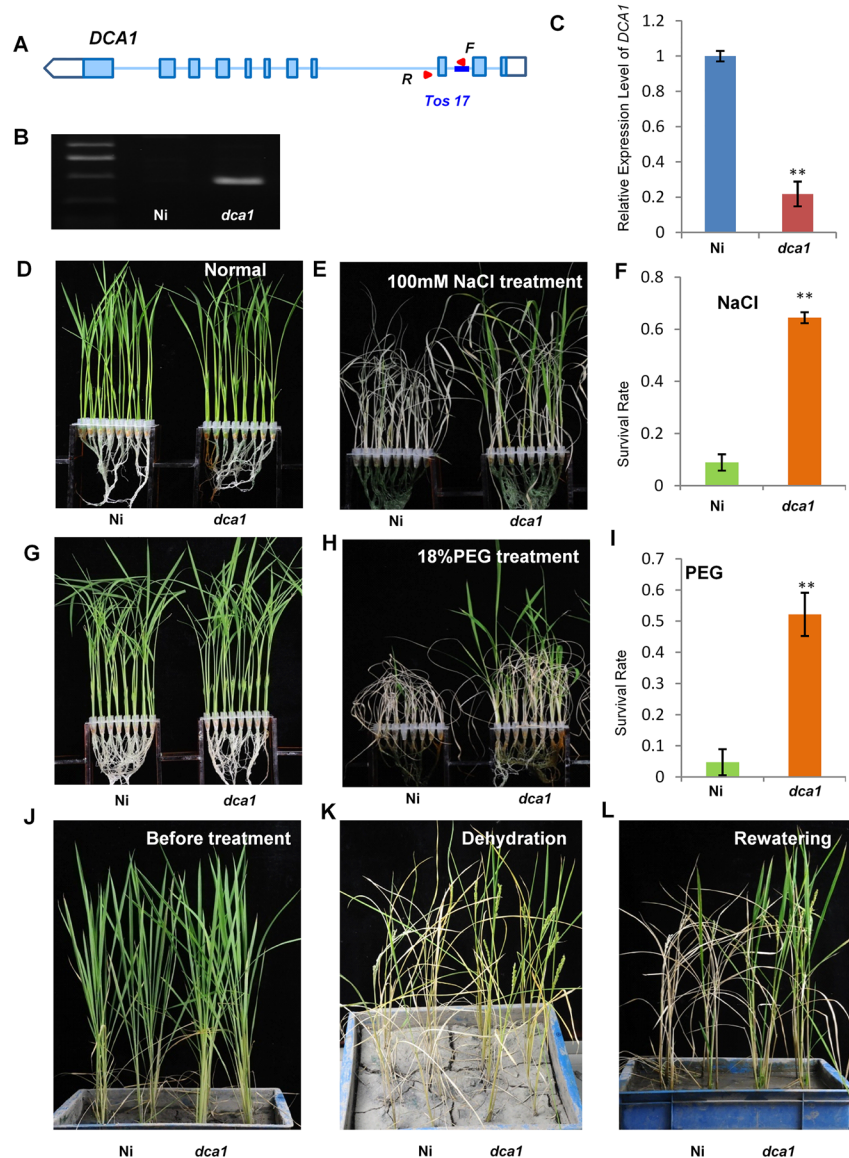 A
DCA1
F
R
Tos 17
B
Ni
dca1
C
Relative Expression Level of DCA1
1.2
1
0.8
0.6
0.4
0.2
0
**
Ni
dca1
D
Normal
Ni
dca1
E
100mM NaCl treatment
Ni
dca1
F
NaCl
Survival Rate
0.8
0.6
0.4
0.2
0
**
Ni
dca1
G
Ni
dca1
H
18%PEG treatment
Ni
dca1
I
PEG
Survival Rate
0.7
0.6
0.5
0.4
0.3
0.2
0.1
0
**
Ni
dca1
J
Before treatment
Ni
dca1
K
Dehydration
Ni
dca1
L
Rewatering
Ni
dca1